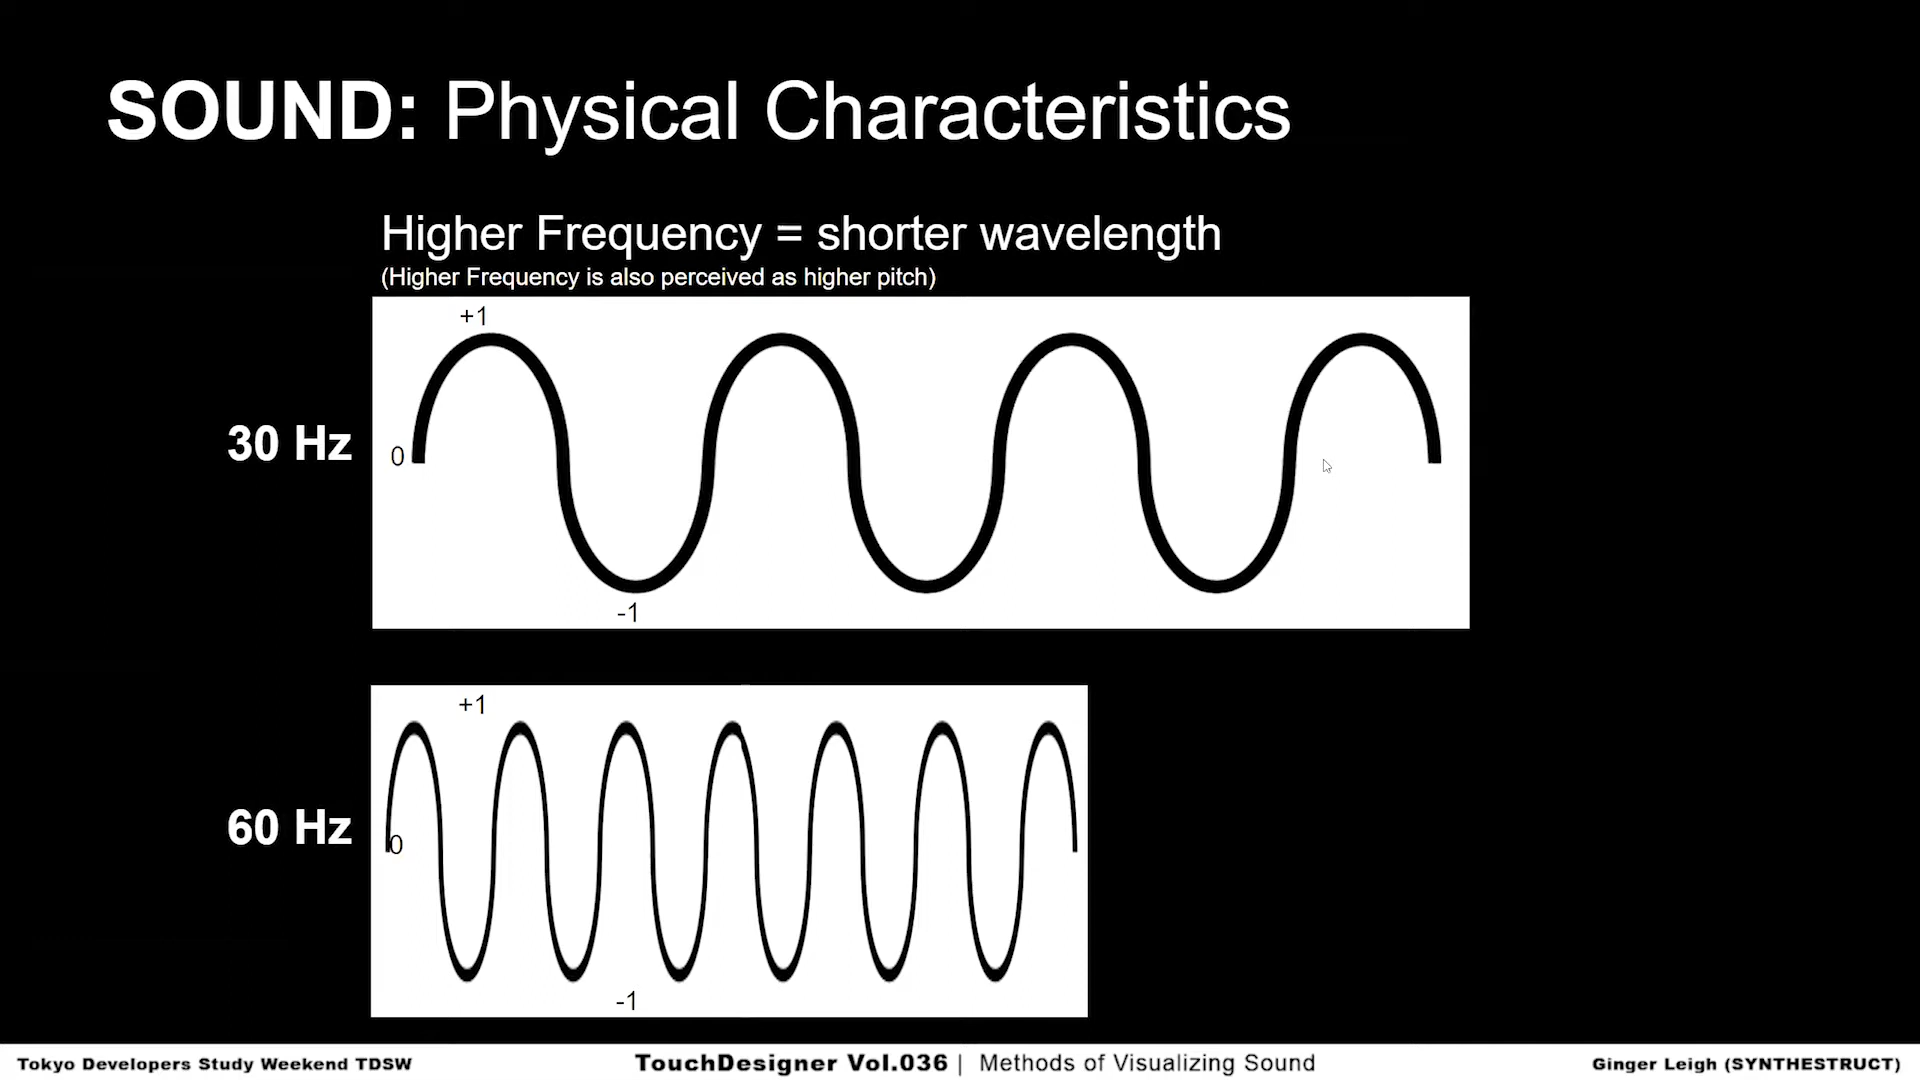 SOUND: Physical Characteristics
Higher Frequency = shorter wavelength
(Higher Frequency is also perceived as higher pitch)
+1
30 Hz
0
-1
+1
60 Hz
0
-1
Tokyo Developers Study Weekend TDSW
TouchDesigner Vol.036 | Methods of Visualizing Sound
Ginger Leigh (SYNTHESTRUCT)